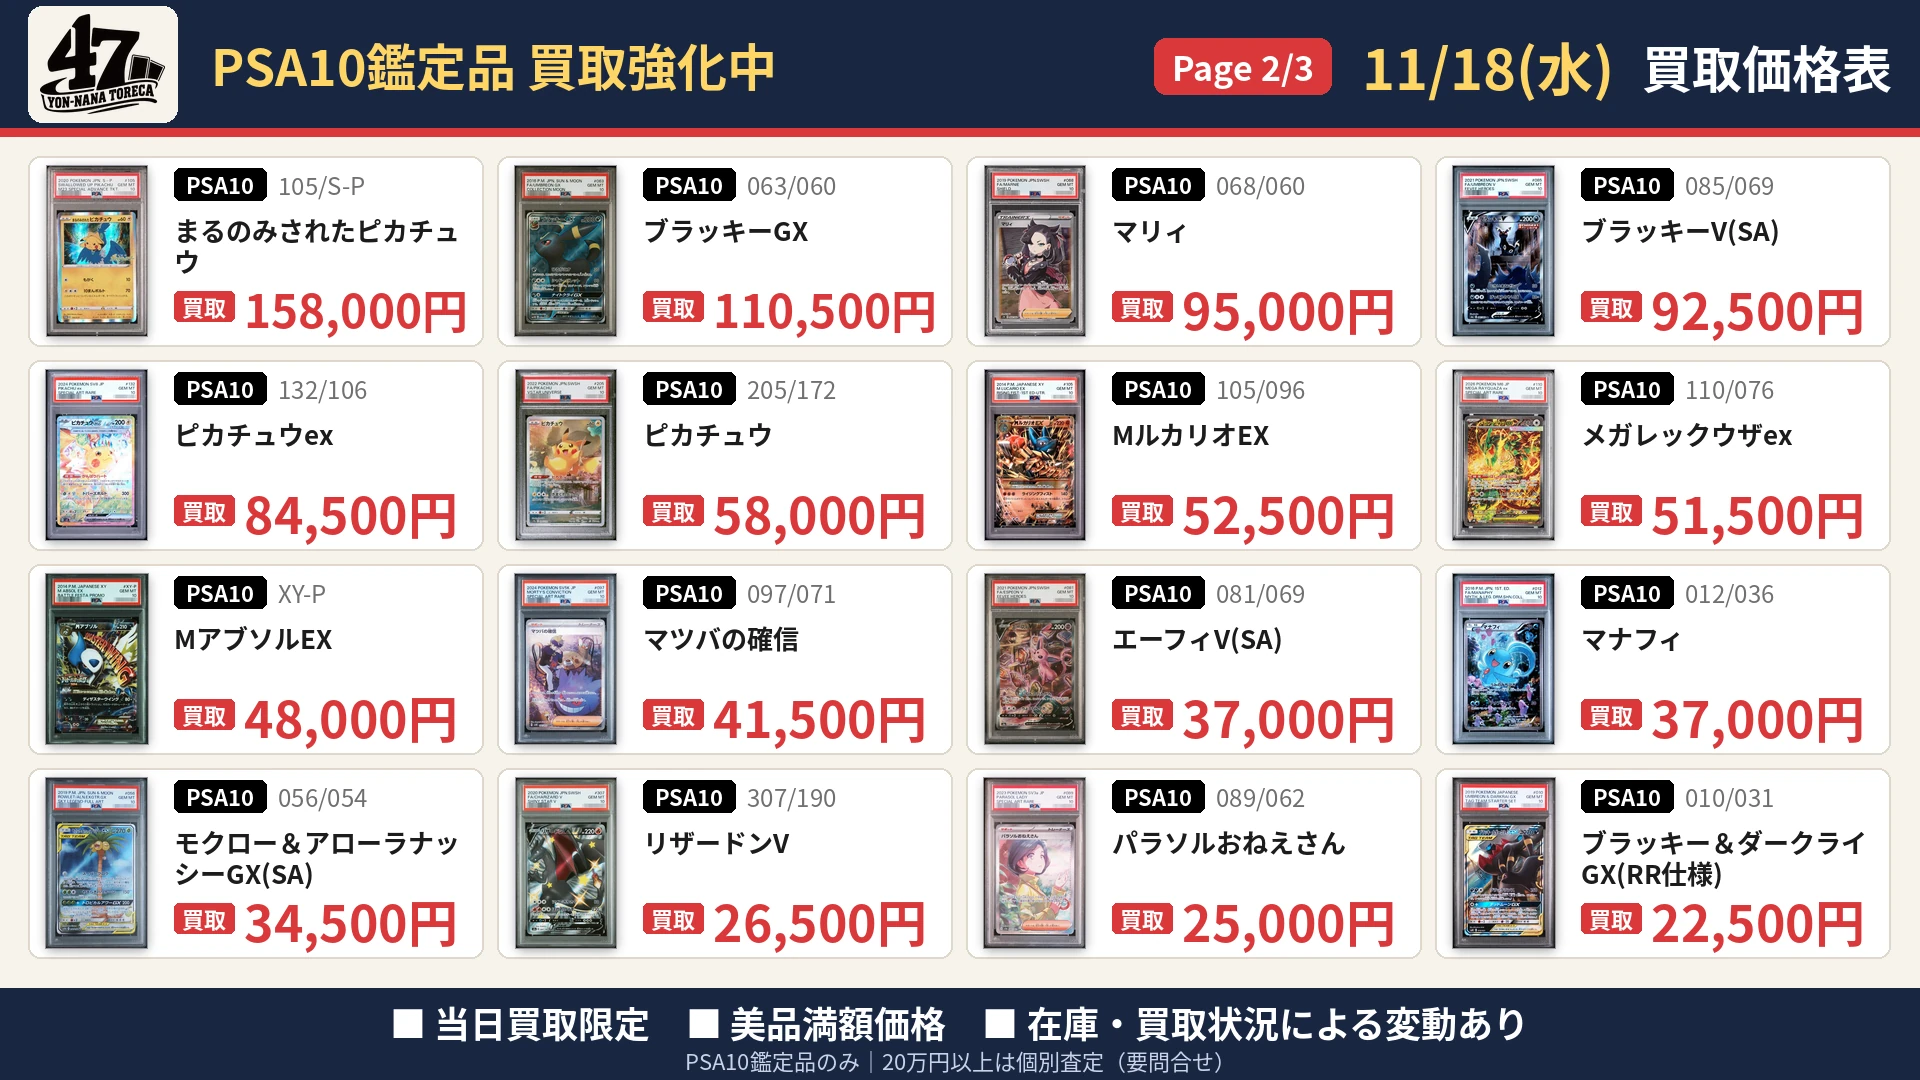 47
YON-NANA TORECA
PSA10鑑定品 買取強化中
Page 2/3
11/18(水) 買取価格表
PSA10 105/S-P
まるのみされたピカチュ
ウ
買取 158,000円
PSA10 063/060
ブラッキーGX
買取 110,500円
PSA10 068/060
マリィ
買取 95,000円
PSA10 085/069
ブラッキーV(SA)
買取 92,500円
PSA10 132/106
ピカチュウex
買取 84,500円
PSA10 205/172
ピカチュウ
買取 58,000円
PSA10 105/096
MルカリオEX
買取 52,500円
PSA10 110/076
メガレックウザex
買取 51,500円
PSA10 XY-P
MアブソルEX
買取 48,000円
PSA10 097/071
マツバの確信
買取 41,500円
PSA10 081/069
エーフィV(SA)
買取 37,000円
PSA10 012/036
マナフィ
買取 37,000円
PSA10 056/054
モクロー＆アローラナッ
シーGX(SA)
買取 34,500円
PSA10 307/190
リザードンV
買取 26,500円
PSA10 089/062
パラソルおねえさん
買取 25,000円
PSA10 010/031
ブラッキー＆ダークライ
GX(RR仕様)
買取 22,500円
■ 当日買取限定 ■ 美品満額価格 ■ 在庫・買取状況による変動あり
PSA10鑑定品のみ｜20万円以上は個別査定（要問合せ）